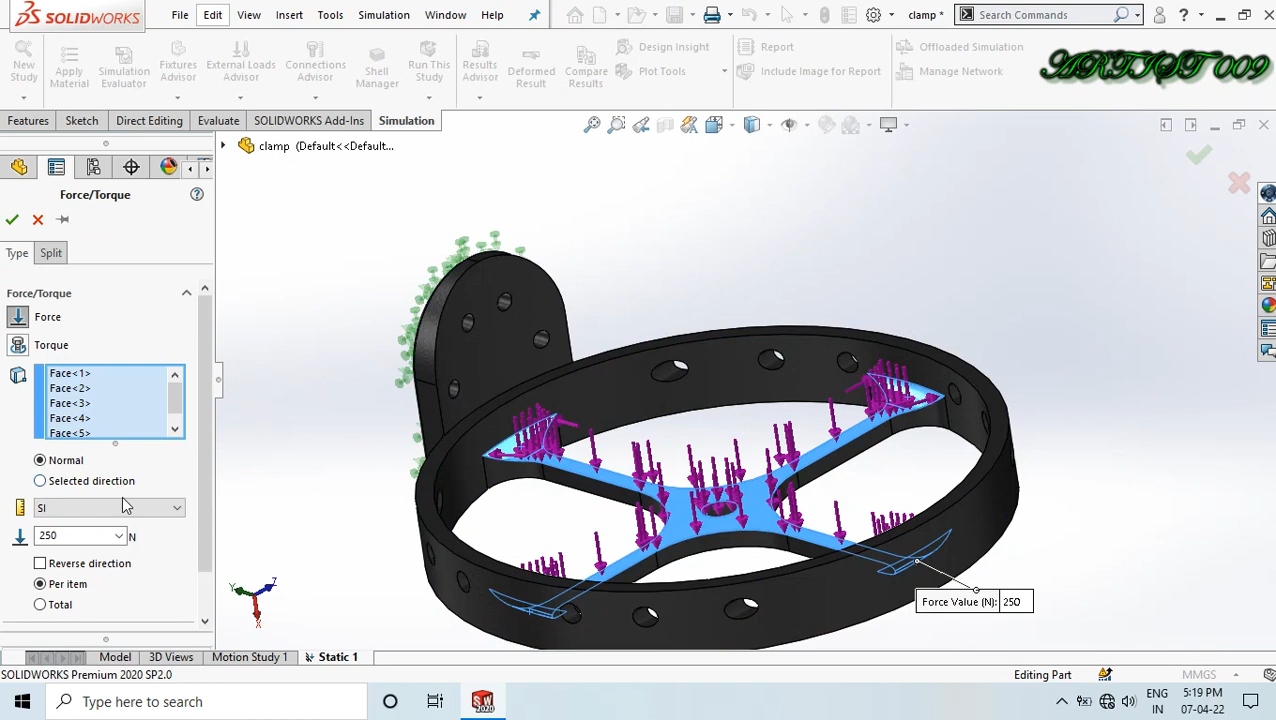 SOLIDWORKS
File Edit View Insert Tools Simulation Window Help
clamp *
Search Commands
New Study
Apply Material
Simulation Evaluator
Fixtures Advisor
External Loads Advisor
Connections Advisor
Shell Manager
Run This Study
Results Advisor
Deformed Result
Compare Results
Design Insight
Plot Tools
Report
Include Image for Report
Offloaded Simulation
Manage Network
ARTIST 009
Features Sketch Direct Editing Evaluate SOLIDWORKS Add-Ins Simulation
clamp (Default<<Default...
Force/Torque
Type Split
Force/Torque
Force
Torque
Face<1>
Face<2>
Face<3>
Face<4>
Face<5>
Normal
Selected direction
SI
250 N
Reverse direction
Per item
Total
Force Value (N): 250
Y Z X
Model 3D Views Motion Study 1 Static 1
SOLIDWORKS Premium 2020 SP2.0
Editing Part
MMGS
Type here to search
SW
2020
ENG
IN
5:19 PM
07-04-22